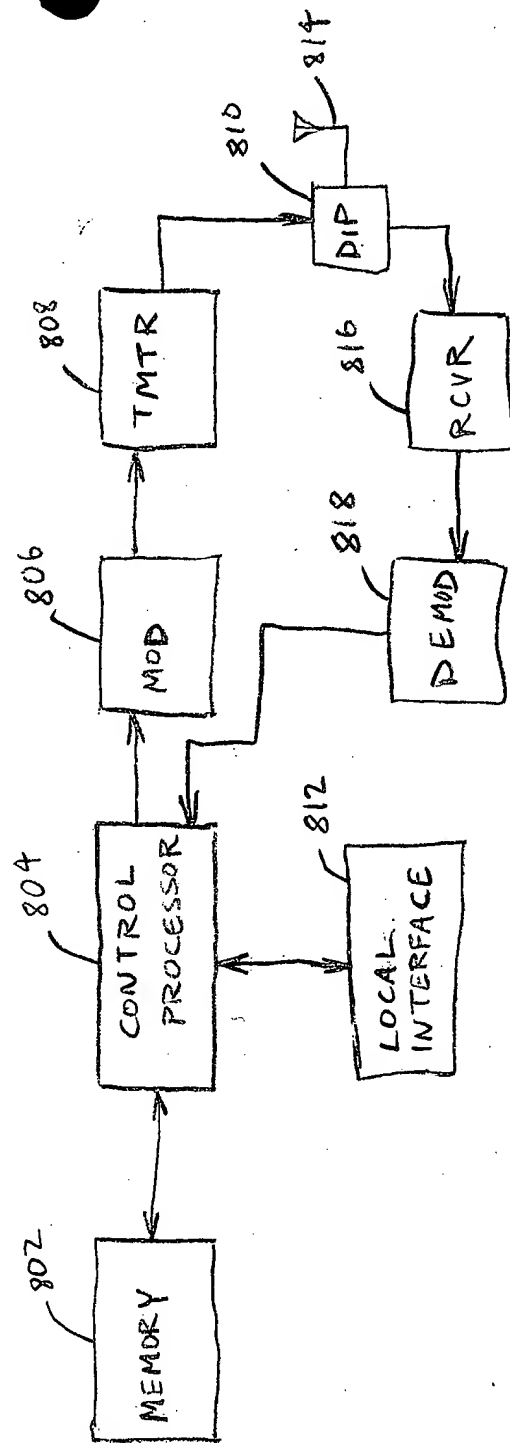 802
MEMORY
804
CONTROL
PROCESSOR
806
MOD
808
TMTR
810
DIP
814
812
LOCAL
INTERFACE
818
DEMOD
816
RCVR